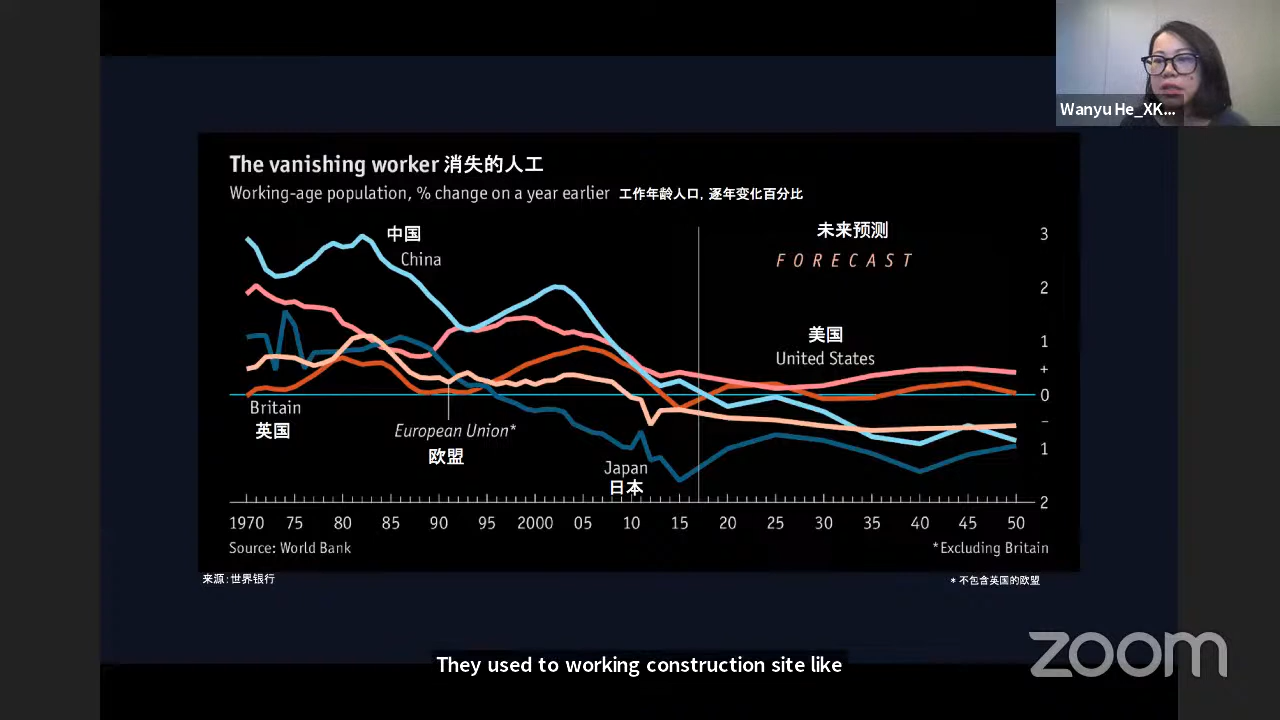 Wanyu He_XK...
The vanishing worker 消失的人工
Working-age population, % change on a year earlier 工作年龄人口, 逐年变化百分比
中国
China
未来预测
FORECAST
美国
United States
Britain
英国
European Union*
欧盟
Japan
日本
3
2
1
+
0
−
1
2
1970 75 80 85 90 95 2000 05 10 15 20 25 30 35 40 45 50
Source: World Bank
*Excluding Britain
来源:世界银行
* 不包含英国的欧盟
They used to working construction site like
zoom